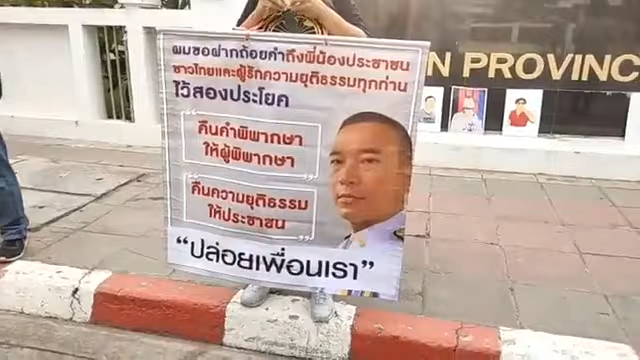 ผมขอฝากถ้อยคำถึงพี่น้องประชาชน
ชาวไทยและผู้รักความยุติธรรมทุกท่าน
ไว้สองประโยค
“คืนคำพิพากษา
ให้ผู้พิพากษา
“คืนความยุติธรรม
ให้ประชาชน”
“ปล่อยเพื่อนเรา”
N PROVINC